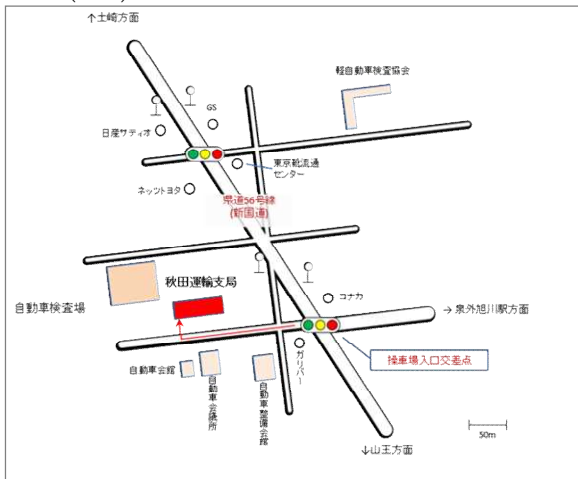 ↑土崎方面
軽自動車検査協会
GS
日産サティオ
東京靴流通
センター
ネッツトヨタ
県道56号線
(新国道)
秋田運輸支局
自動車検査場
コナカ
→ 泉外旭川駅方面
操車場入口交差点
ガリバー
自動車会館
自動車会議所
自動車整備会館
50m
↓山王方面